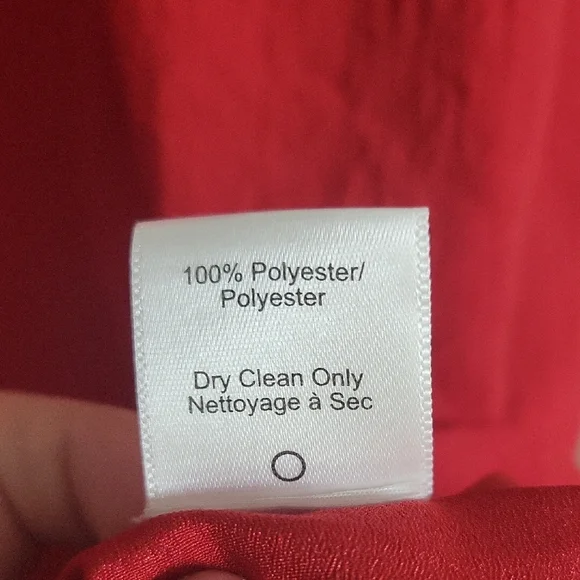 100% Polyester/
Polyester
Dry Clean Only
Nettoyage à Sec